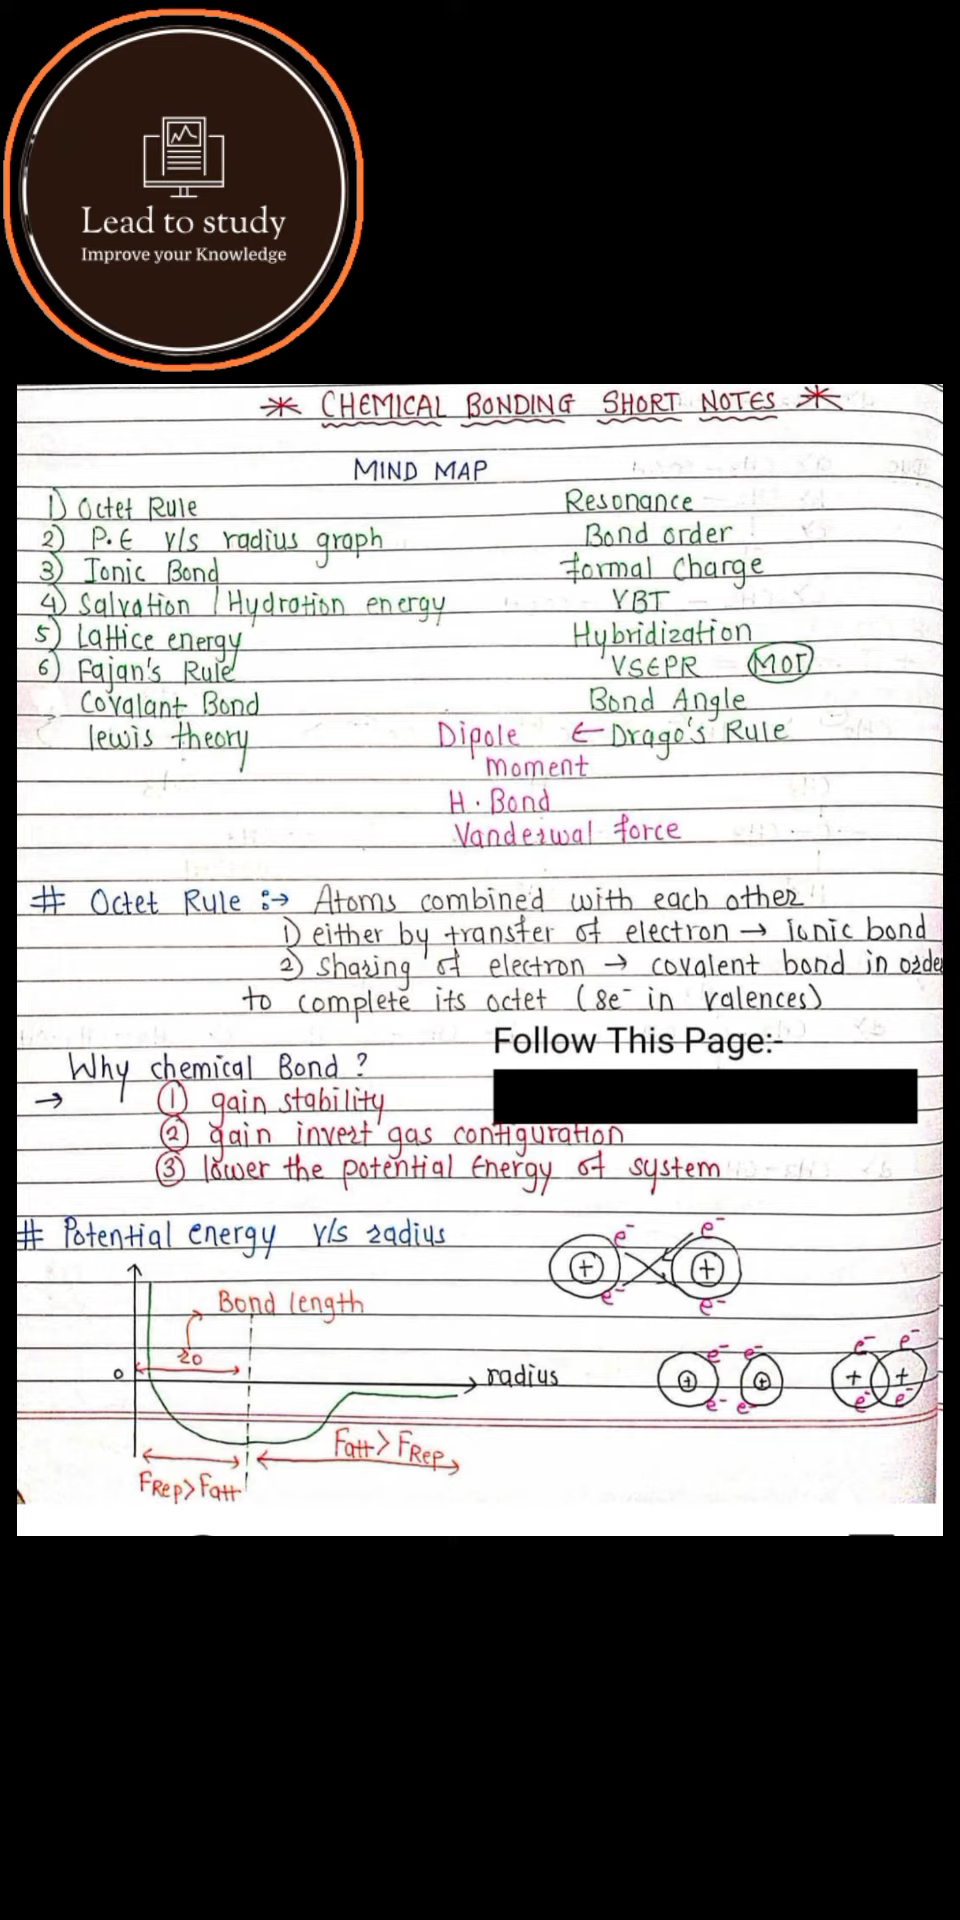 Lead to study
Improve your Knowledge
CHEMICAL BONDING SHORT NOTES
MIND MAP
1) Octet Rule
2) P.E v/s radius graph
3) Ionic Bond
4) Salvation / Hydration energy
5) Lattice energy
6) Fajan's Rule
Covalant Bond
lewis theory
Resonance
Bond order
Formal Charge
VBT
Hybridization
VSEPR MOT
Bond Angle
Dipole ← Drago's Rule
moment
H. Bond
Vanderwal force
# Octet Rule :→ Atoms combined with each other
1) either by transfer of electron → ionic bond
2) Sharing of electron → covalent bond in orde
to complete its octet (8e⁻ in valences)
Follow This Page:-
Why chemical Bond ?
→ ① gain stability
② gain invert gas configuration
③ lower the potential Energy of system
# Potential energy v/s radius
e⁻ e⁻
+ +
e⁻ e⁻
Bond length
r0
0
radius
e⁻ e⁻ e⁻ e⁻
+ + + +
e⁻ e⁻ e⁻ e⁻
Fatt > FRep
FRep > Fatt